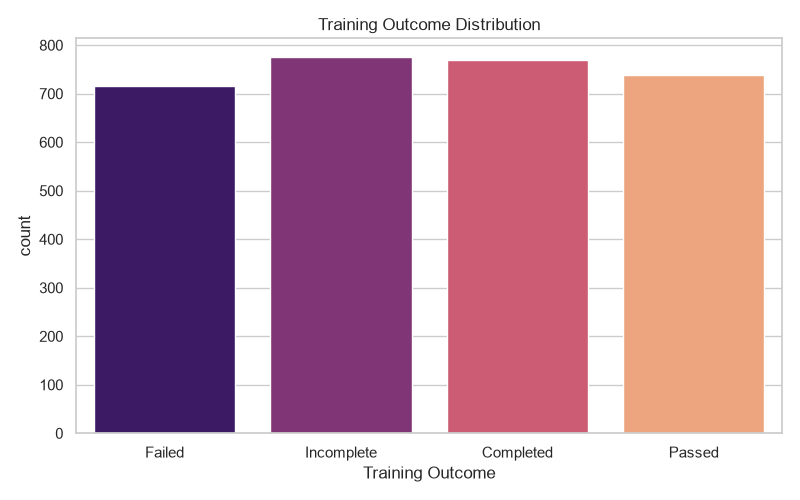 Training Outcome Distribution
800
700
600
500
400
300
200
100
0
count
Failed Incomplete Completed Passed
Training Outcome